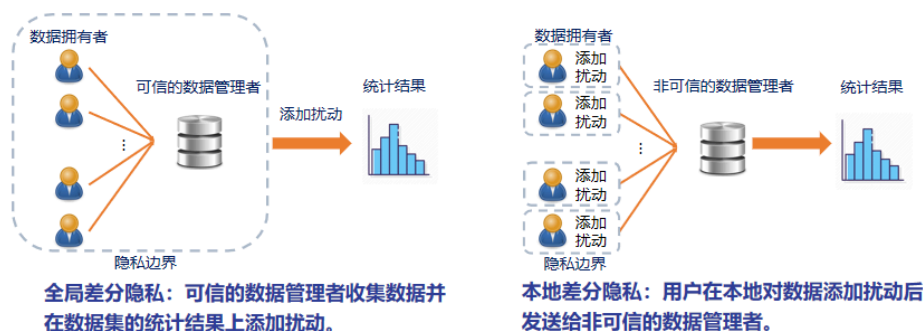 数据拥有者
可信的数据管理者
统计结果
添加扰动
...
隐私边界
全局差分隐私：可信的数据管理者收集数据并
在数据集的统计结果上添加扰动。
数据拥有者
添加
扰动
添加
扰动
添加
扰动
添加
扰动
非可信的数据管理者
统计结果
...
隐私边界
本地差分隐私：用户在本地对数据添加扰动后
发送给非可信的数据管理者。